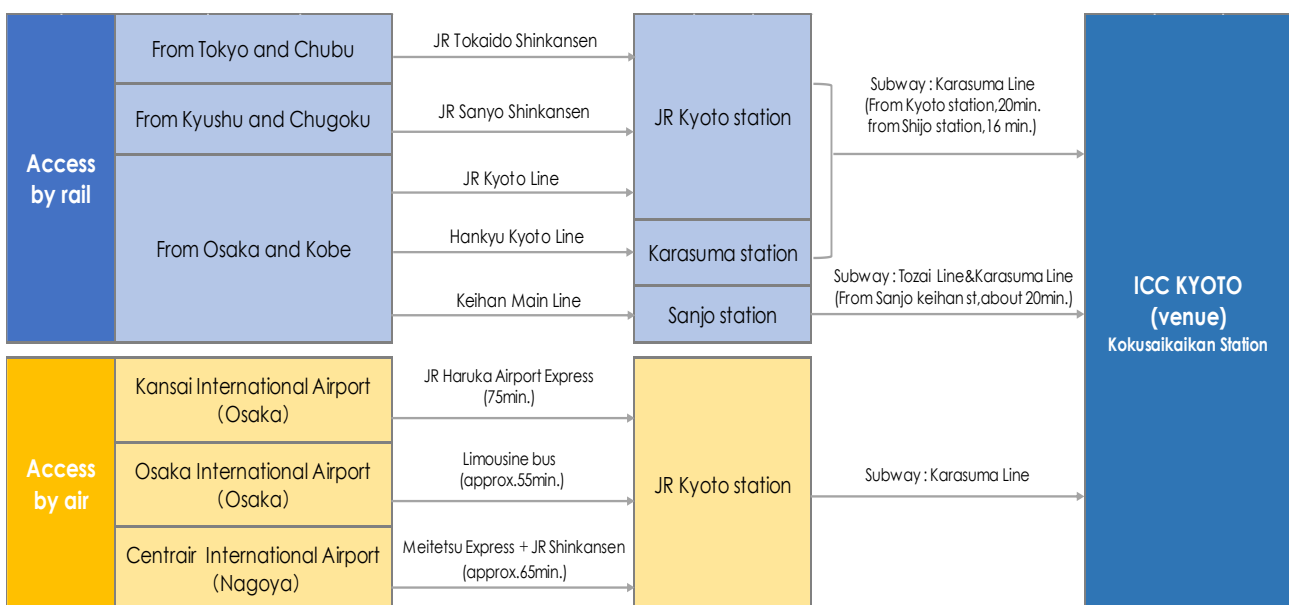 Access
by rail
From Tokyo and Chubu
JR Tokaido Shinkansen
From Kyushu and Chugoku
JR Sanyo Shinkansen
From Osaka and Kobe
JR Kyoto Line
Hankyu Kyoto Line
Keihan Main Line
JR Kyoto station
Karasuma station
Sanjo station
Subway : Karasuma Line
(From Kyoto station,20min.
from Shijo station,16 min.)
Subway : Tozai Line&Karasuma Line
(From Sanjo keihan st,about 20min.)
Access
by air
Kansai International Airport
（Osaka）
JR Haruka Airport Express
(75min.)
Osaka International Airport
（Osaka）
Limousine bus
(approx.55min.)
Centrair International Airport
（Nagoya）
Meitetsu Express + JR Shinkansen
(approx.65min.)
JR Kyoto station
Subway : Karasuma Line
ICC KYOTO
(venue)
Kokusaikaikan Station